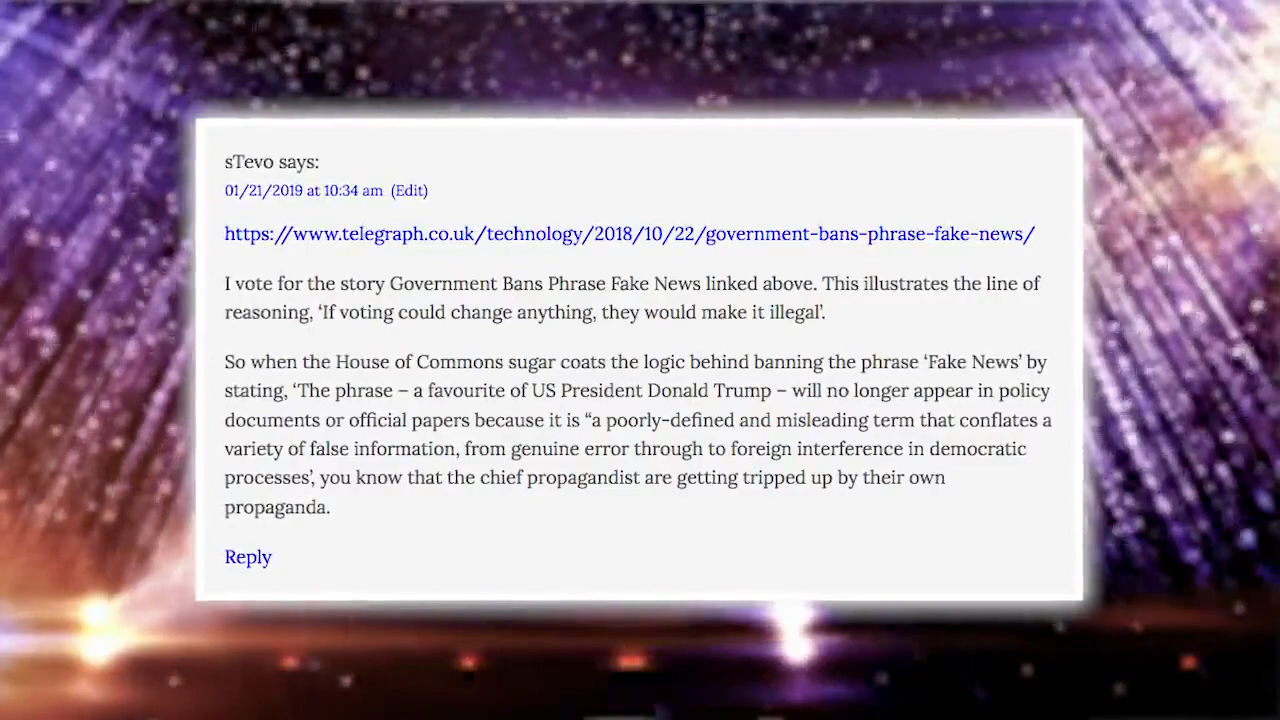 sTevo says:
01/21/2019 at 10:34 am (Edit)
https://www.telegraph.co.uk/technology/2018/10/22/government-bans-phrase-fake-news/
I vote for the story Government Bans Phrase Fake News linked above. This illustrates the line of
reasoning, ‘If voting could change anything, they would make it illegal’.
So when the House of Commons sugar coats the logic behind banning the phrase ‘Fake News’ by
stating, ‘The phrase – a favourite of US President Donald Trump – will no longer appear in policy
documents or official papers because it is “a poorly-defined and misleading term that conflates a
variety of false information, from genuine error through to foreign interference in democratic
processes’, you know that the chief propagandist are getting tripped up by their own
propaganda.
Reply